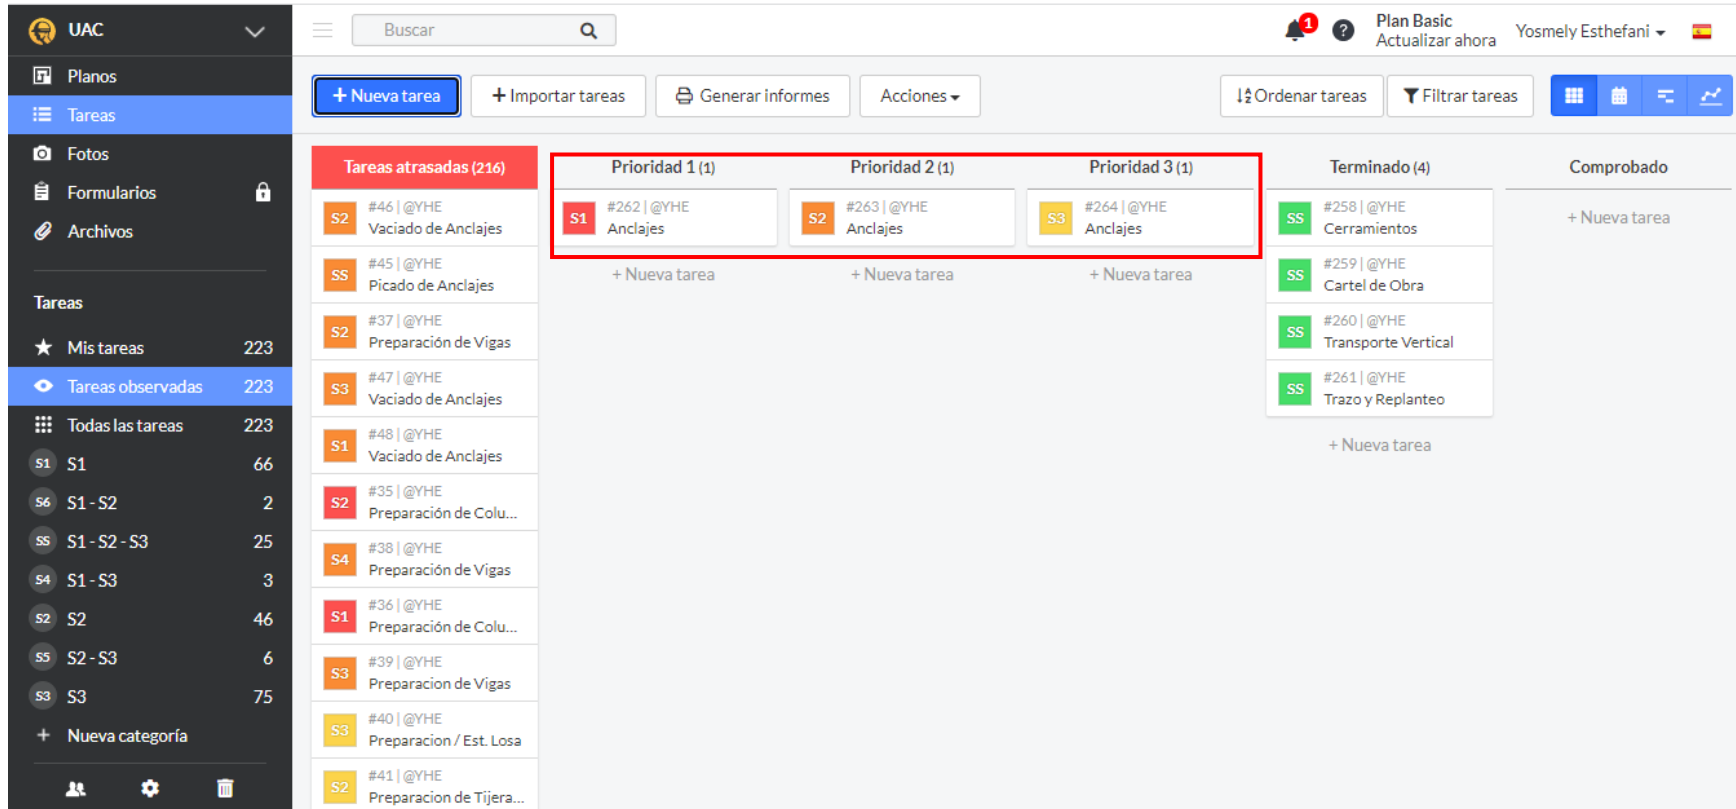 UAC
Planos
Tareas
Fotos
Formularios
Archivos
Tareas
Mis tareas 223
Tareas observadas 223
Todas las tareas 223
S1 S1 66
S6 S1 - S2 2
SS S1 - S2 - S3 25
S4 S1 - S3 3
S2 S2 46
S5 S2 - S3 6
S3 S3 75
+ Nueva categoría
Buscar
1
?
Plan Basic
Actualizar ahora
Yosmely Esthefani
+ Nueva tarea
+ Importar tareas
Generar informes
Acciones
Ordenar tareas
Filtrar tareas
Tareas atrasadas (216)
S2 #46 | @YHE
Vaciado de Anclajes
SS #45 | @YHE
Picado de Anclajes
S2 #37 | @YHE
Preparación de Vigas
S3 #47 | @YHE
Vaciado de Anclajes
S1 #48 | @YHE
Vaciado de Anclajes
S2 #35 | @YHE
Preparación de Colu...
S4 #38 | @YHE
Preparación de Vigas
S1 #36 | @YHE
Preparación de Colu...
S3 #39 | @YHE
Preparacion de Vigas
S3 #40 | @YHE
Preparacion / Est. Losa
S2 #41 | @YHE
Preparacion de Tijera...
Prioridad 1 (1)
S1 #262 | @YHE
Anclajes
+ Nueva tarea
Prioridad 2 (1)
S2 #263 | @YHE
Anclajes
+ Nueva tarea
Prioridad 3 (1)
S3 #264 | @YHE
Anclajes
+ Nueva tarea
Terminado (4)
SS #258 | @YHE
Cerramientos
SS #259 | @YHE
Cartel de Obra
SS #260 | @YHE
Transporte Vertical
SS #261 | @YHE
Trazo y Replanteo
+ Nueva tarea
Comprobado
+ Nueva tarea